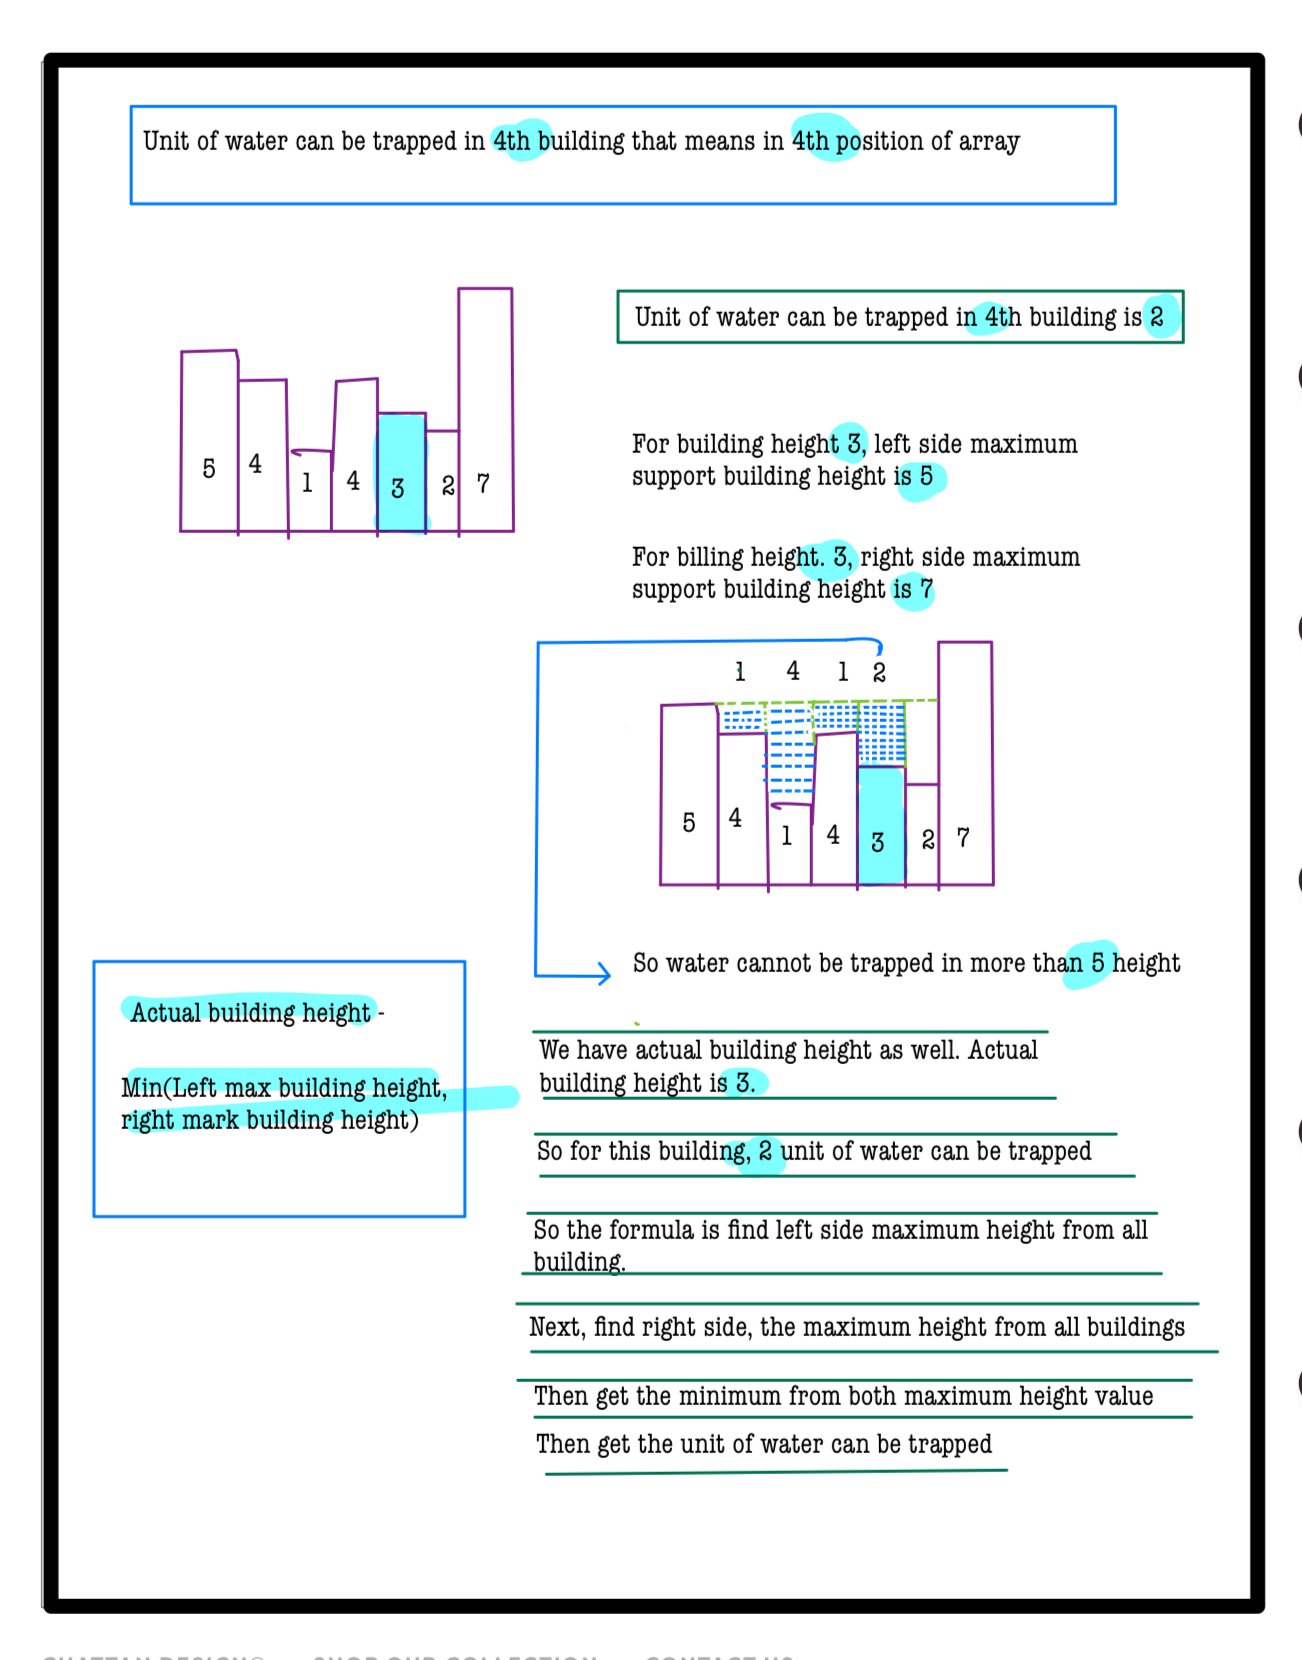 Unit of water can be trapped in 4th building that means in 4th position of array
Unit of water can be trapped in 4th building is 2
5 4 1 4 3 2 7
For building height 3, left side maximum
support building height is 5
For billing height. 3, right side maximum
support building height is 7
1 4 1 2
5 4 1 4 3 2 7
So water cannot be trapped in more than 5 height
Actual building height -
Min(Left max building height,
right mark building height)
We have actual building height as well. Actual
building height is 3.
So for this building, 2 unit of water can be trapped
So the formula is find left side maximum height from all
building.
Next, find right side, the maximum height from all buildings
Then get the minimum from both maximum height value
Then get the unit of water can be trapped